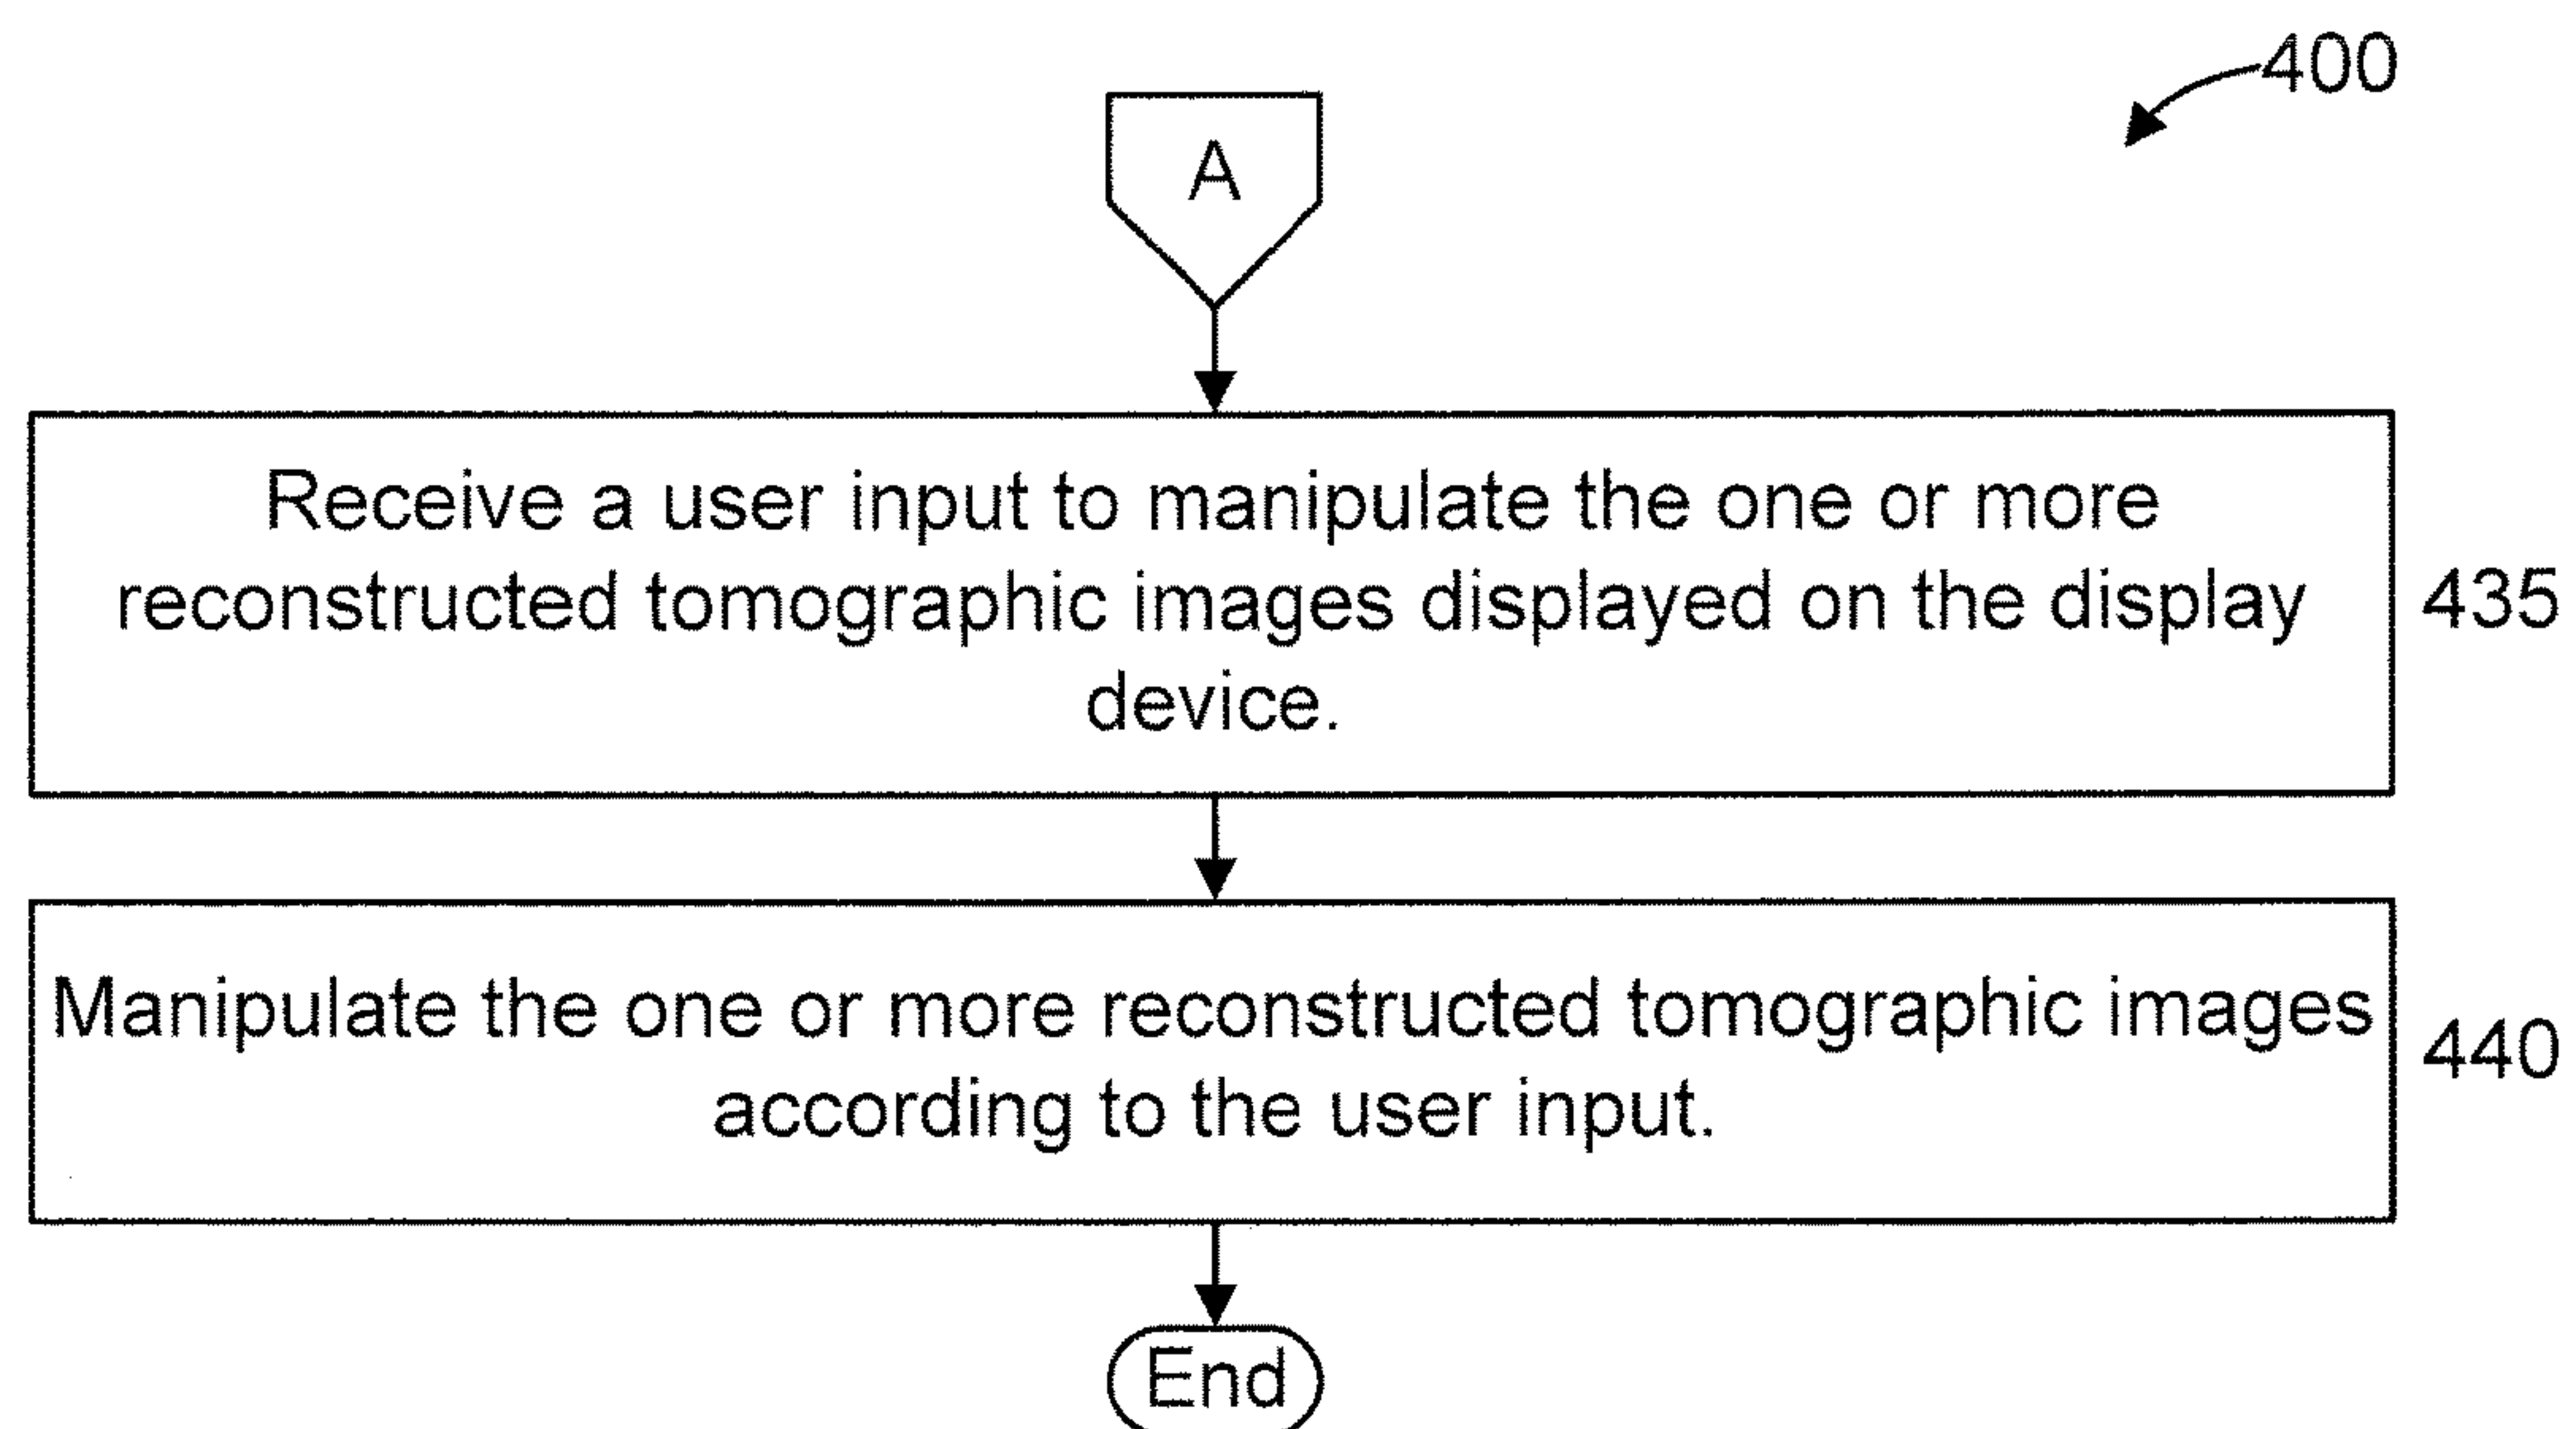 400
A
Receive a user input to manipulate the one or more
reconstructed tomographic images displayed on the display
device.
435
Manipulate the one or more reconstructed tomographic images
according to the user input.
440
End